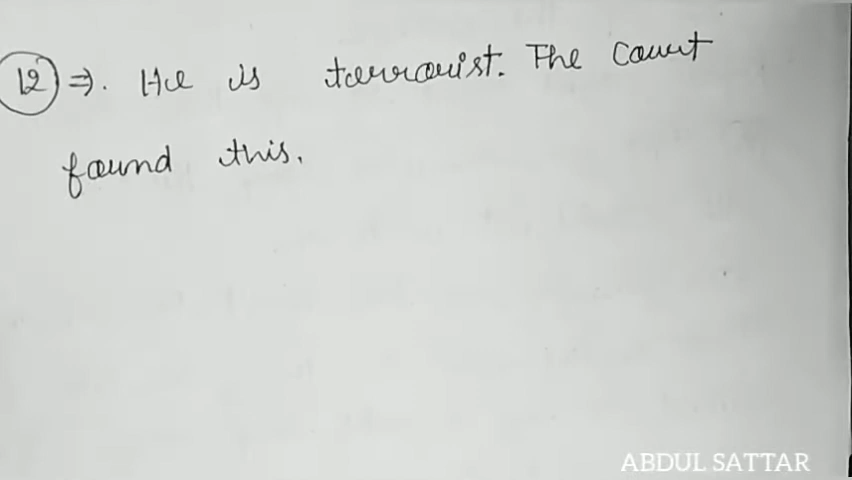 12 ⇒. He is terrorist. The Court
found this.
ABDUL SATTAR